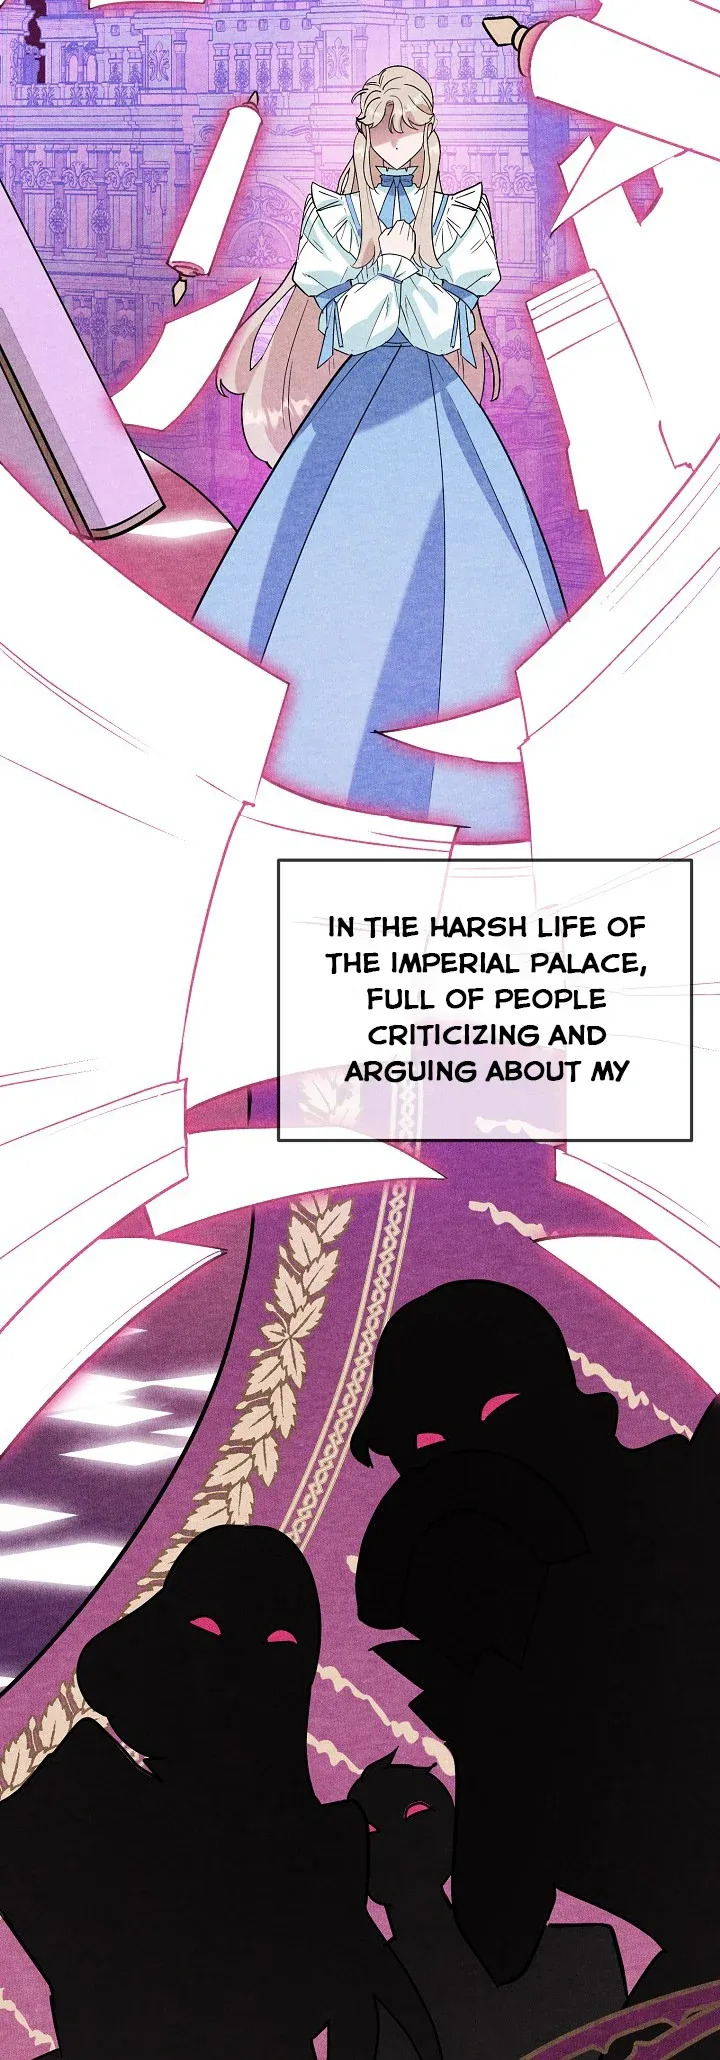 IN THE HARSH LIFE OF
THE IMPERIAL PALACE,
FULL OF PEOPLE
CRITICIZING AND
ARGUING ABOUT MY